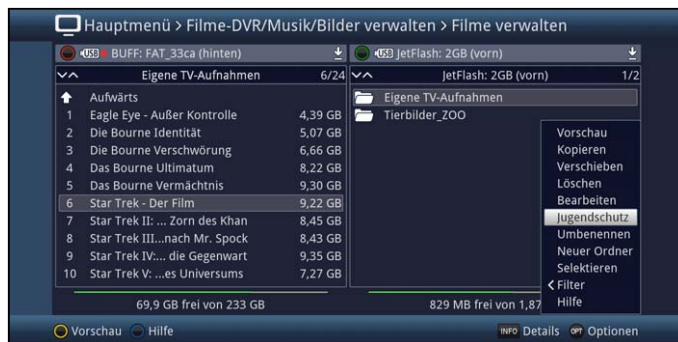 Hauptmenü > Filme-DVR/Musik/Bilder verwalten > Filme verwalten
USB BUFF: FAT_33ca (hinten)
Eigene TV-Aufnahmen 6/24
Aufwärts
1 Eagle Eye - Außer Kontrolle 4,39 GB
2 Die Bourne Identität 5,07 GB
3 Die Bourne Verschwörung 6,66 GB
4 Das Bourne Ultimatum 8,22 GB
5 Das Bourne Vermächtnis 9,30 GB
6 Star Trek - Der Film 9,22 GB
7 Star Trek II: ... Zorn des Khan 8,45 GB
8 Star Trek III...nach Mr. Spock 8,43 GB
9 Star Trek IV:... die Gegenwart 9,35 GB
10 Star Trek V: ...es Universums 7,27 GB
69,9 GB frei von 233 GB
USB JetFlash: 2GB (vorn)
JetFlash: 2GB (vorn) 1/2
Eigene TV-Aufnahmen
Tierbilder_ZOO
829 MB frei von 1,87
Vorschau
Kopieren
Verschieben
Löschen
Bearbeiten
Jugendschutz
Umbenennen
Neuer Ordner
Selektieren
Filter
Hilfe
Vorschau Hilfe
INFO Details OPT Optionen